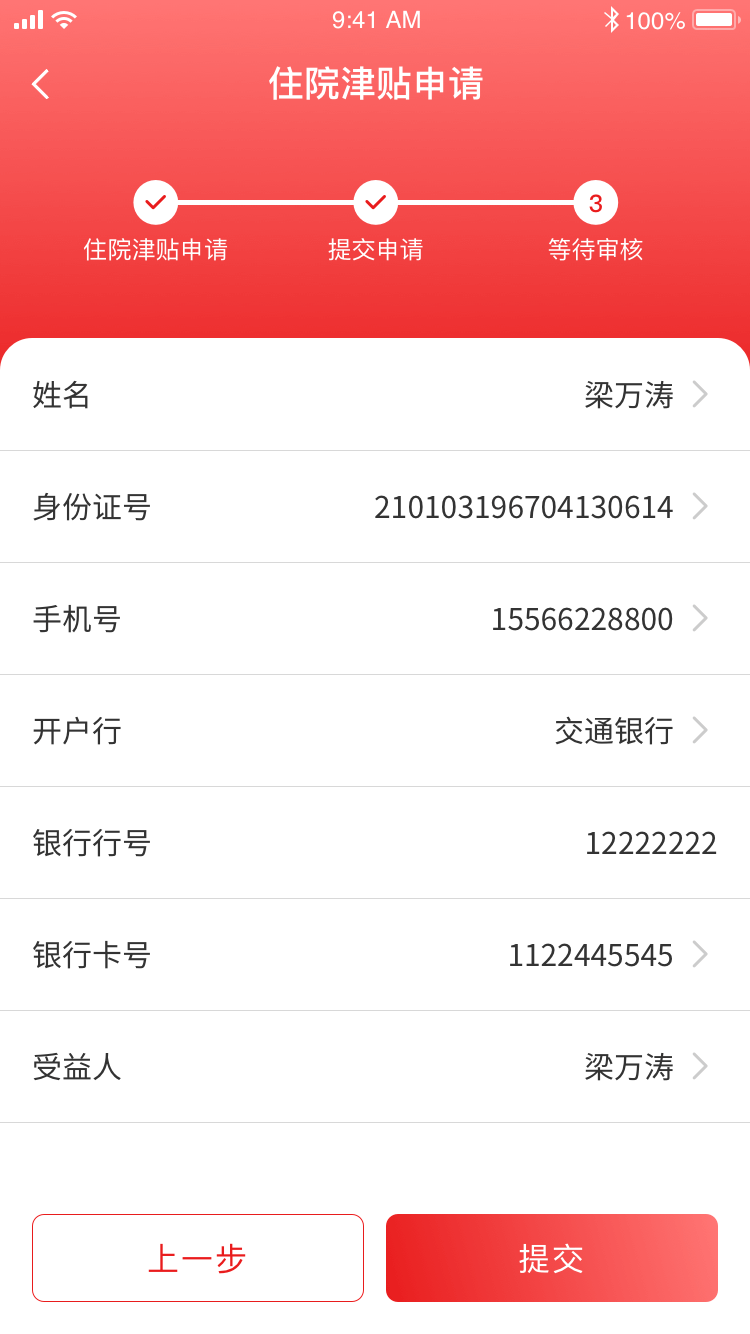 9:41 AM 100%
住院津贴申请
3
住院津贴申请 提交申请 等待审核
姓名 梁万涛
身份证号 210103196704130614
手机号 15566228800
开户行 交通银行
银行行号 12222222
银行卡号 1122445545
受益人 梁万涛
上一步 提交